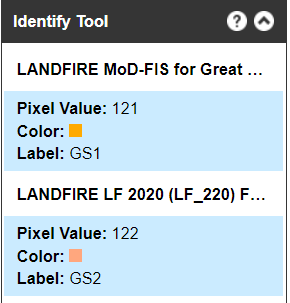 Identify Tool ?
LANDFIRE MoD-FIS for Great ...
Pixel Value: 121
Color:
Label: GS1
LANDFIRE LF 2020 (LF_220) F...
Pixel Value: 122
Color:
Label: GS2